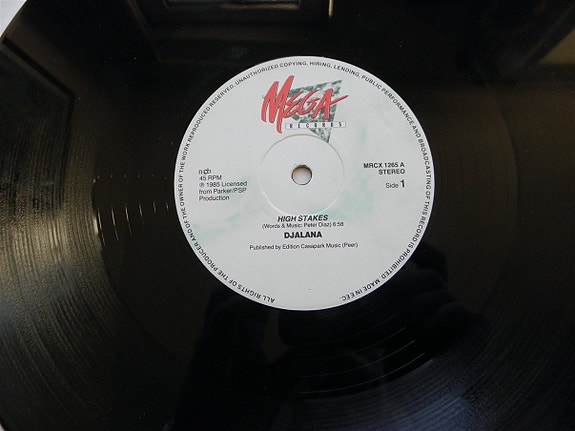 MEGA
RECORDS
MRCX 1265 A
STEREO
Side 1
ncb
45 RPM
℗ 1985 Licensed
from Parker/PSP
Production
HIGH STAKES
(Words & Music: Peter Diaz) 6:58
DJALANA
Published by Edition Casapark Music (Peer)
ALL RIGHTS OF THE PRODUCER AND OF THE OWNER OF THE WORK REPRODUCED RESERVED. UNAUTHORIZED COPYING, HIRING, LENDING, PUBLIC PERFORMANCE AND BROADCASTING OF THIS RECORD IS PROHIBITED. MADE IN EEC.